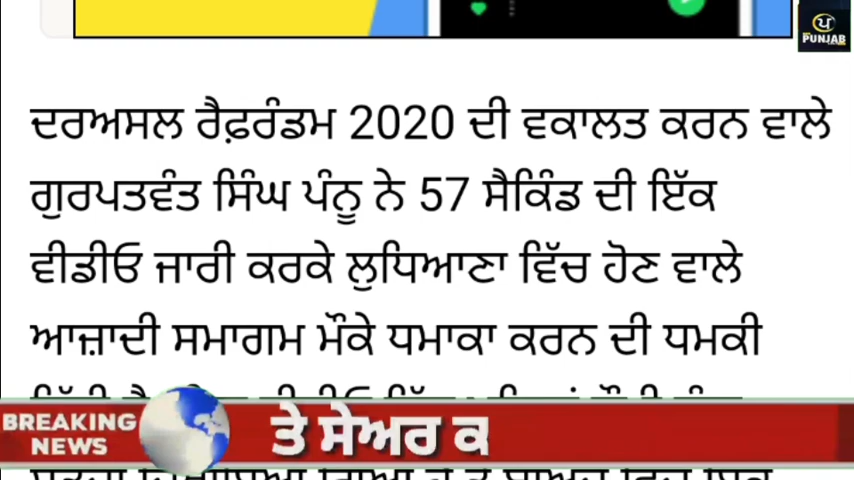 ਪੰ
PUNJAB
ਦਰਅਸਲ ਰੈਫ਼ਰੰਡਮ 2020 ਦੀ ਵਕਾਲਤ ਕਰਨ ਵਾਲੇ
ਗੁਰਪਤਵੰਤ ਸਿੰਘ ਪੰਨੂ ਨੇ 57 ਸੈਕਿੰਡ ਦੀ ਇੱਕ
ਵੀਡੀਓ ਜਾਰੀ ਕਰਕੇ ਲੁਧਿਆਣਾ ਵਿੱਚ ਹੋਣ ਵਾਲੇ
ਆਜ਼ਾਦੀ ਸਮਾਗਮ ਮੌਕੇ ਧਮਾਕਾ ਕਰਨ ਦੀ ਧਮਕੀ
BREAKING
NEWS
ਤੇ ਸੇਅਰ ਕ